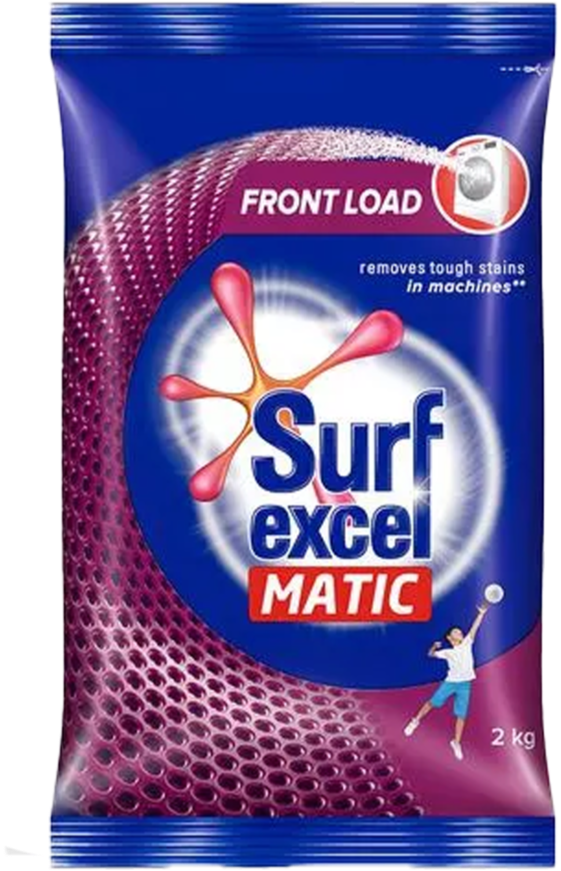 FRONT LOAD
removes tough stains
in machines**
Surf
excel
MATIC
2 kg